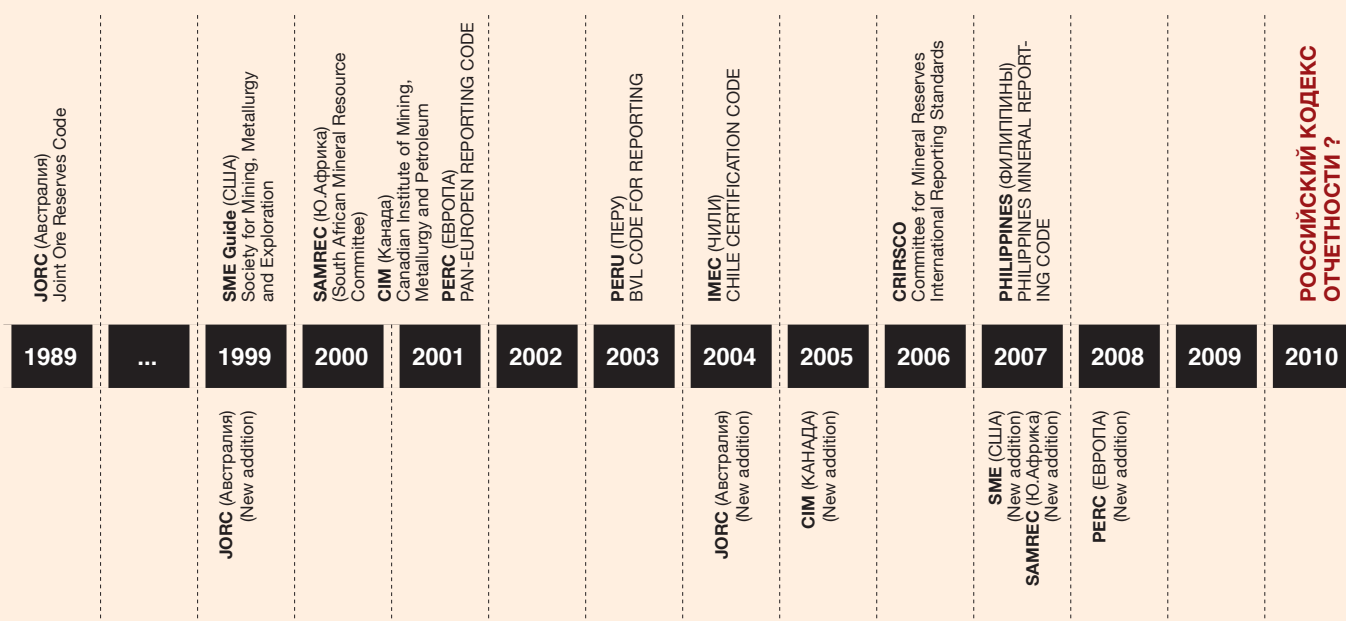 JORC (Австралия)
Joint Ore Reserves Code
SME Guide (США)
Society for Mining, Metallurgy
and Exploration
SAMREC (Ю.Африка)
(South African Mineral Resource
Committee)
CIM (Канада)
Canadian Institute of Mining,
Metallurgy and Petroleum
PERC (ЕВРОПА)
PAN-EUROPEN REPORTING CODE
PERU (ПЕРУ)
BVL CODE FOR REPORTING
IMEC (ЧИЛИ)
CHILE CERTIFICATION CODE
CRIRSCO
Committee for Mineral Reserves
International Reporting Standards
PHILIPPINES (ФИЛИППИНЫ)
PHILIPPINES MINERAL REPORT-
ING CODE
РОССИЙСКИЙ КОДЕКС
ОТЧЕТНОСТИ ?
1989 ... 1999 2000 2001 2002 2003 2004 2005 2006 2007 2008 2009 2010
JORC (Австралия)
(New addition)
JORC (Австралия)
(New addition)
CIM (КАНАДА)
(New addition)
SME (США)
(New addition)
SAMREC (Ю.Африка)
(New addition)
PERC (ЕВРОПА)
(New addition)